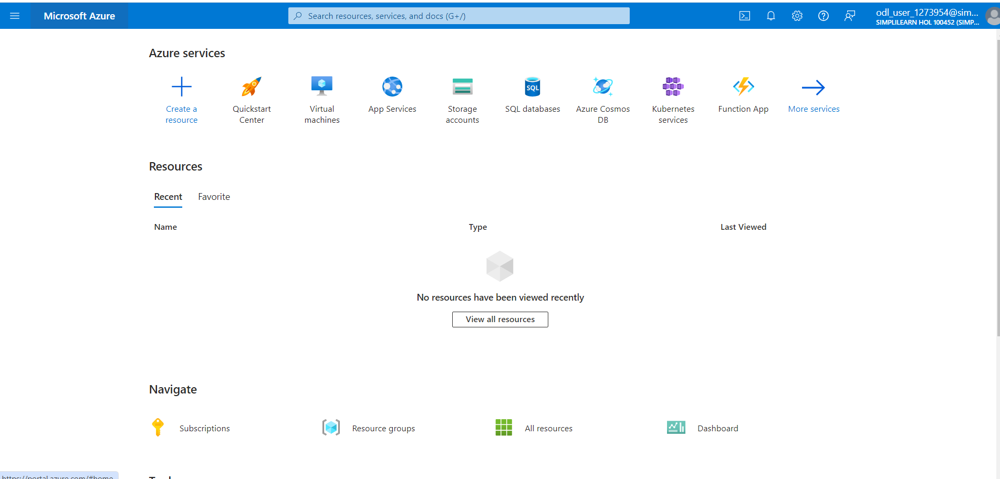 Microsoft Azure
Search resources, services, and docs (G+/)
odl_user_1273954@sim...
SIMPLILEARN HOL 100452 (SIMP...
Azure services
Create a
resource
Quickstart
Center
Virtual
machines
App Services
Storage
accounts
SQL
SQL databases
Azure Cosmos
DB
Kubernetes
services
Function App
More services
Resources
Recent
Favorite
Name
Type
Last Viewed
No resources have been viewed recently
View all resources
Navigate
Subscriptions
Resource groups
All resources
Dashboard
https://portal.azure.com/#home